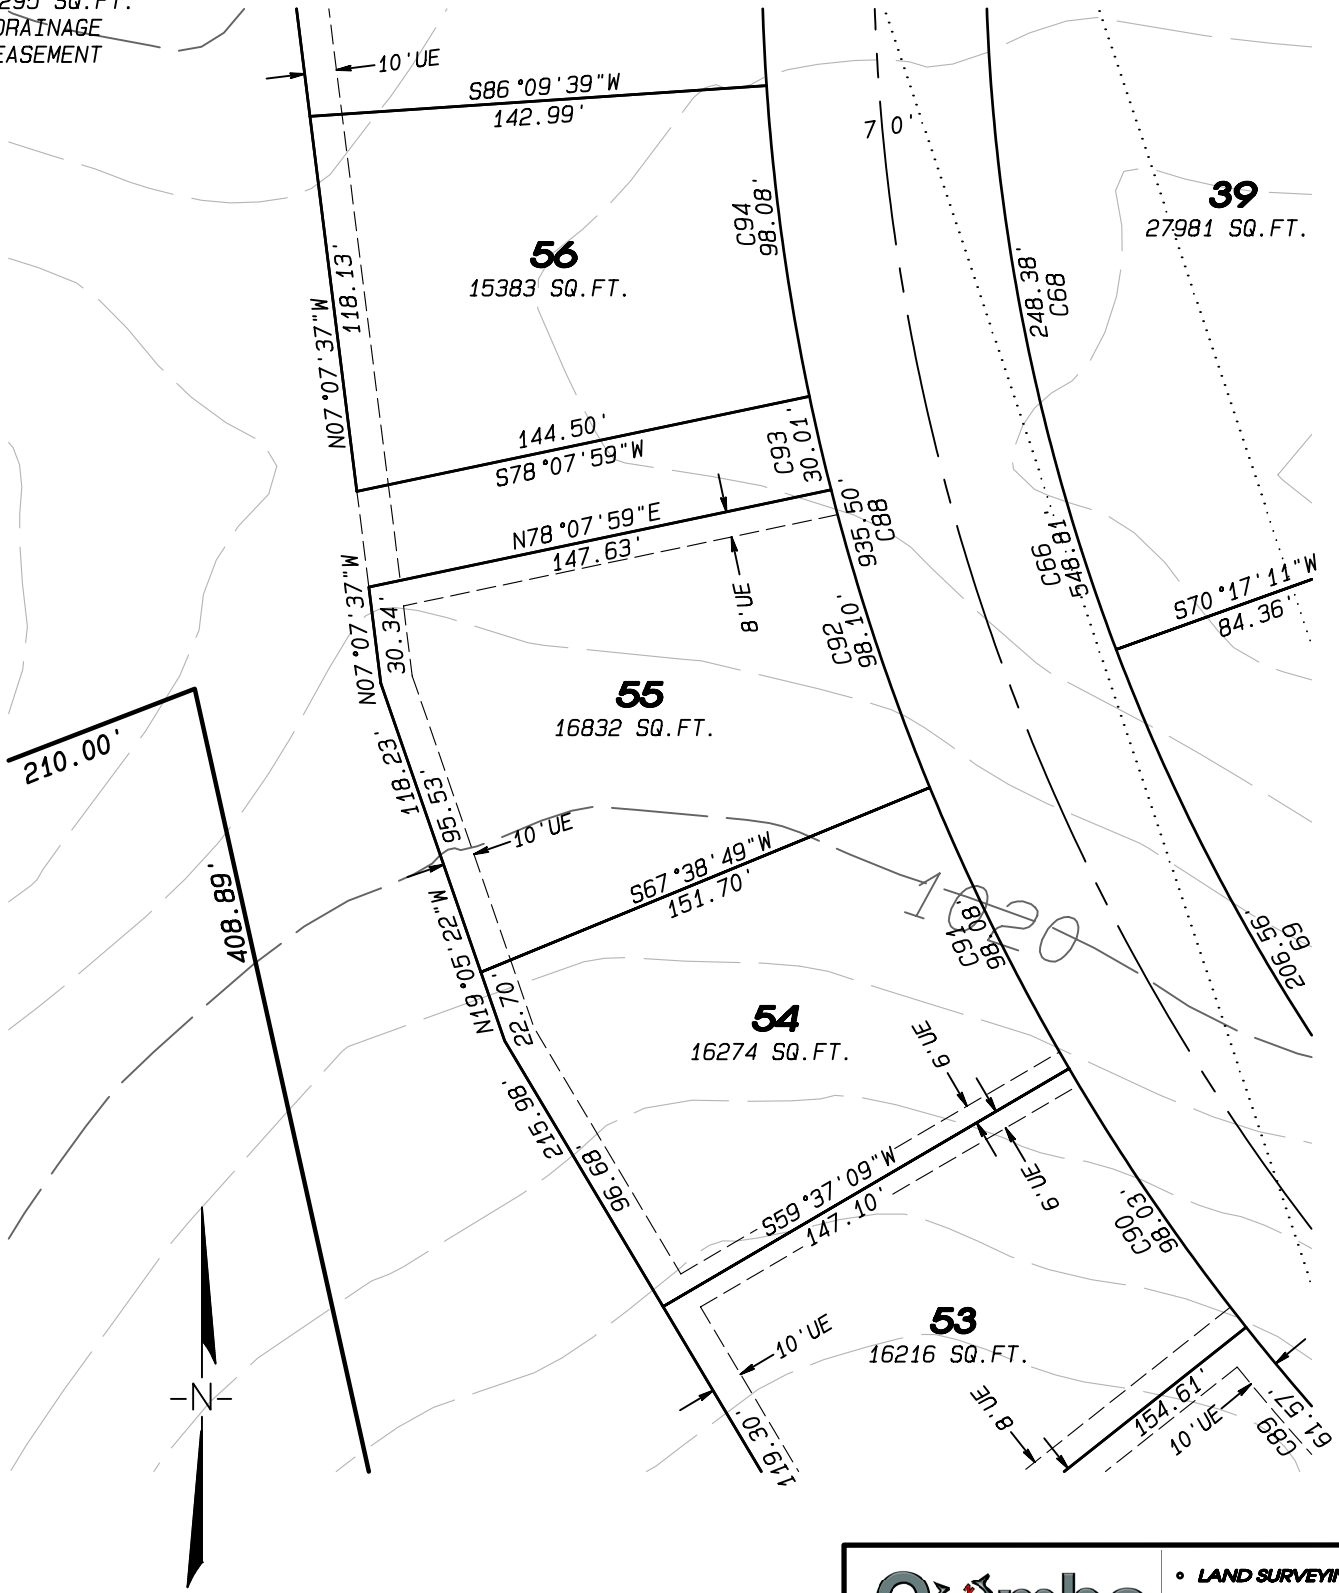 295 SQ.FT.
DRAINAGE
EASEMENT
10'UE
S86°09'39"W
142.99'
70'
C94
98.08'
39
27981 SQ.FT.
56
15383 SQ.FT.
118.13'
N07°07'37"W
248.38'
C68
144.50'
S78°07'59"W
C93
30.01'
N78°07'59"E
147.63'
935.50'
C88
C66
548.81'
S70°17'11"W
84.36'
8'UE
N07°07'37"W
30.34'
C92
98.10'
55
16832 SQ.FT.
210.00'
118.23'
95.53'
10'UE
S67°38'49"W
151.70'
408.89'
1020
98.08'
C91
206.56'
69
N19°05'22"W
22.70'
54
16274 SQ.FT.
6'UE
215.98'
96.68'
S59°37'09"W
147.10'
6'UE
98.03'
C90
53
16216 SQ.FT.
10'UE
-N-
8'UE
154.61'
10'UE
61.57'
C89
119.30'
° LAND SURVEYIN